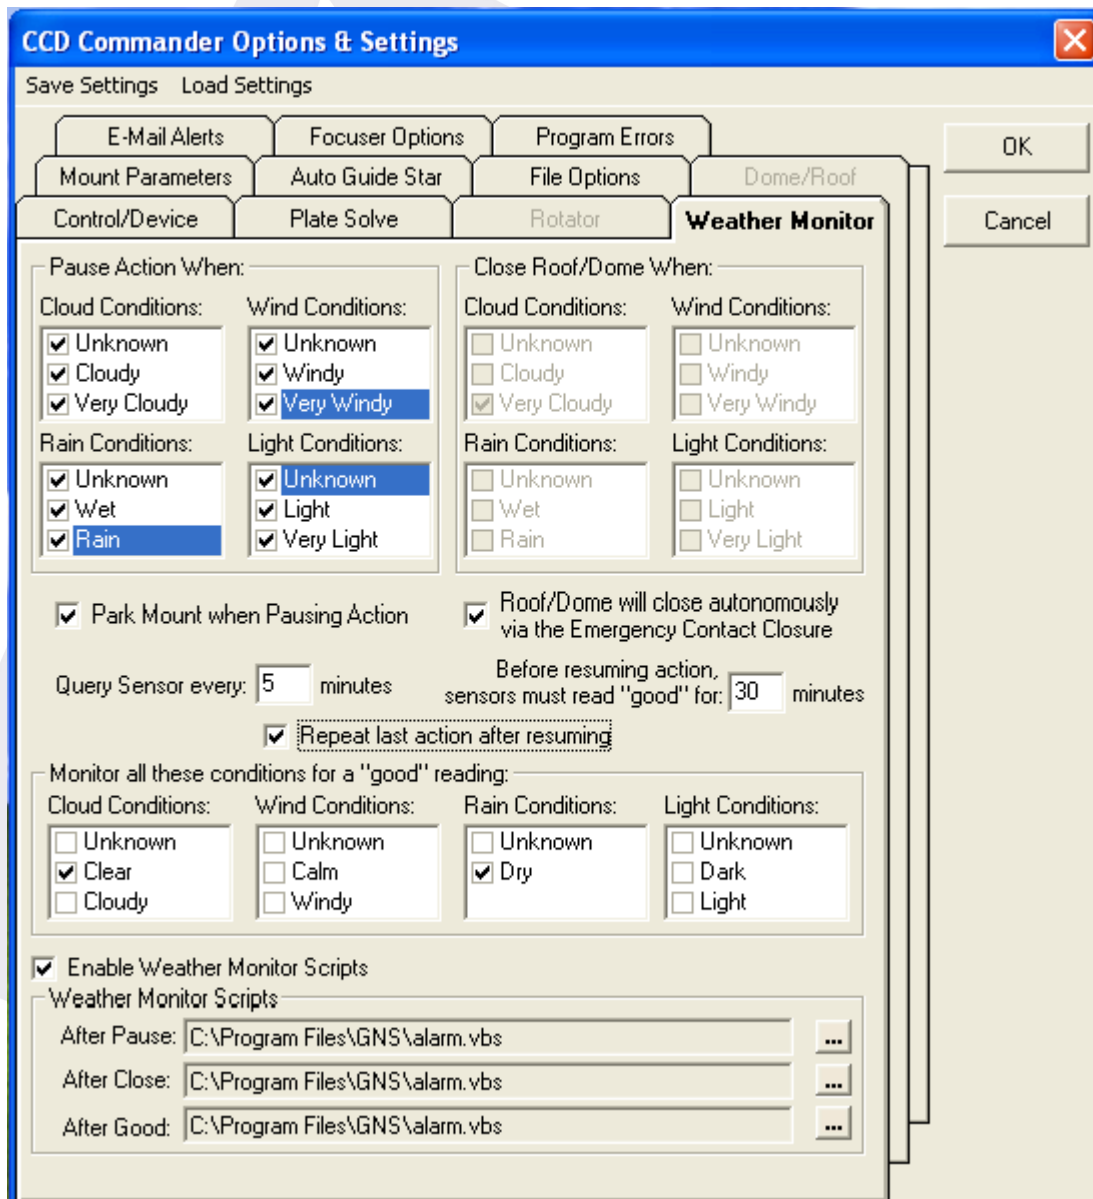 CCD Commander Options & Settings
Save Settings Load Settings
E-Mail Alerts Focuser Options Program Errors
OK
Mount Parameters Auto Guide Star File Options Dome/Roof
Control/Device Plate Solve Rotator Weather Monitor
Cancel
Pause Action When: Close Roof/Dome When:
Cloud Conditions: Wind Conditions: Cloud Conditions: Wind Conditions:
Unknown Unknown Unknown Unknown
Cloudy Windy Cloudy Windy
Very Cloudy Very Windy Very Cloudy Very Windy
Rain Conditions: Light Conditions: Rain Conditions: Light Conditions:
Unknown Unknown Unknown Unknown
Wet Light Wet Light
Rain Very Light Rain Very Light
Park Mount when Pausing Action
Roof/Dome will close autonomously
via the Emergency Contact Closure
Query Sensor every: 5 minutes
Before resuming action,
sensors must read "good" for: 30 minutes
Repeat last action after resuming
Monitor all these conditions for a "good" reading:
Cloud Conditions: Wind Conditions: Rain Conditions: Light Conditions:
Unknown Unknown Unknown Unknown
Clear Calm Dry Dark
Cloudy Windy Light
Enable Weather Monitor Scripts
Weather Monitor Scripts
After Pause: C:\Program Files\GNS\alarm.vbs ...
After Close: C:\Program Files\GNS\alarm.vbs ...
After Good: C:\Program Files\GNS\alarm.vbs ...